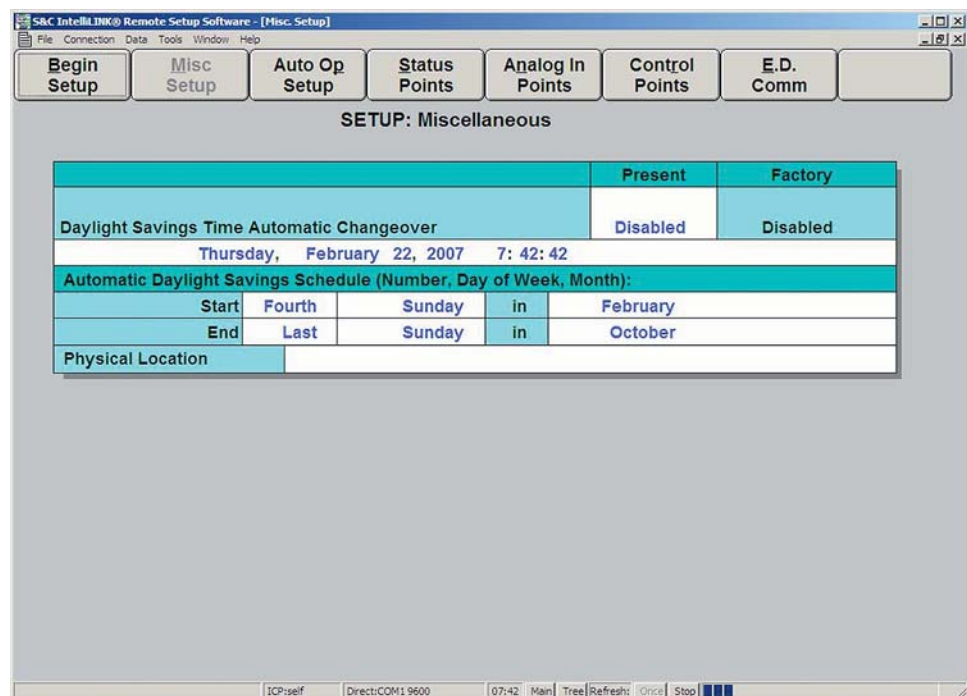 S&C IntelliLINK® Remote Setup Software - [Misc. Setup]
File Connection Data Tools Window Help
Begin Setup Misc Setup Auto Op Setup Status Points Analog In Points Control Points E.D. Comm
SETUP: Miscellaneous
Present Factory
Daylight Savings Time Automatic Changeover Disabled Disabled
Thursday, February 22, 2007 7: 42: 42
Automatic Daylight Savings Schedule (Number, Day of Week, Month):
Start Fourth Sunday in February
End Last Sunday in October
Physical Location
ICP:self Direct:COM1 9600 07:42 Main Tree Refresh: Once Stop